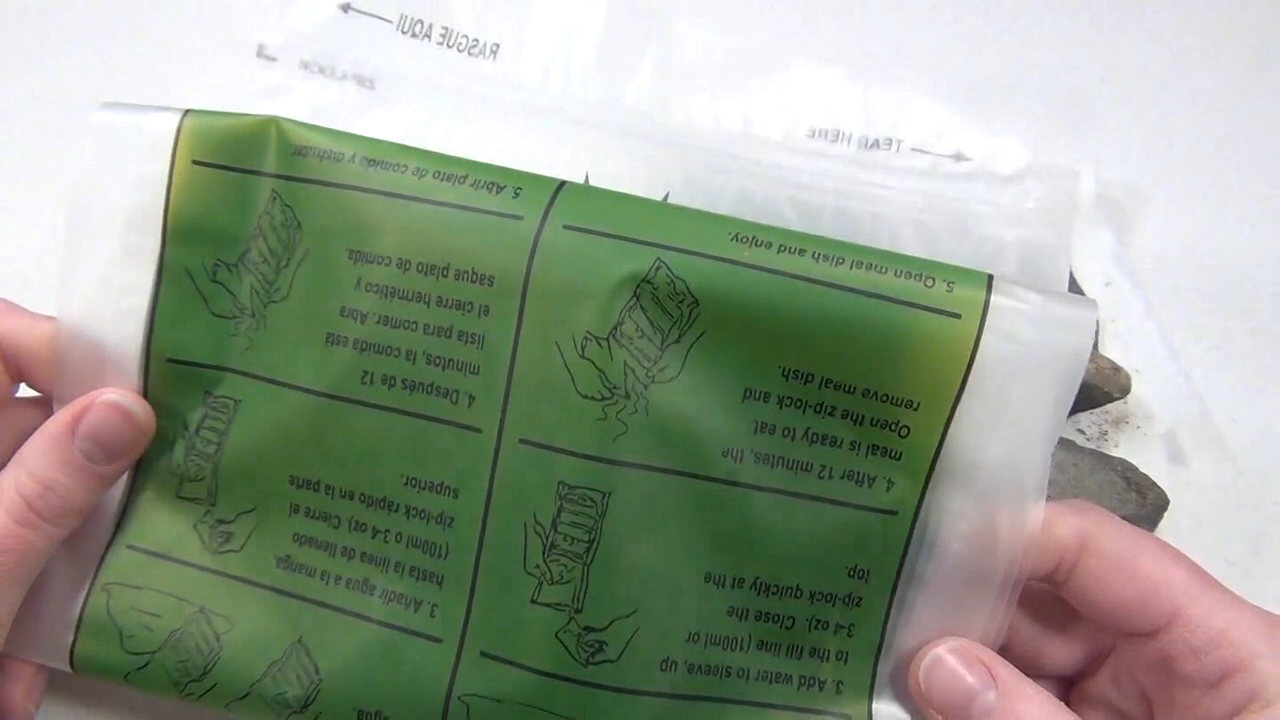 RASGUE AQUI
ZIP-LOCK
TEAR HERE
3. Add water to sleeve, up
to the fill line (100ml or
3-4 oz). Close the
zip-lock quickly at the
top.
4. After 12 minutes, the
meal is ready to eat.
Open the zip-lock and
remove meal dish.
5. Open meal dish and enjoy.
agua.
3. Añadir agua a la manga.
hasta la línea de llenado
(100ml o 3-4 oz). Cierre el
zip-lock rápido en la parte
superior.
4. Después de 12
minutos, la comida está
lista para comer. Abra
el cierre hermético y
saque plato de comida.
5. Abrir plato de comida y disfrutar.